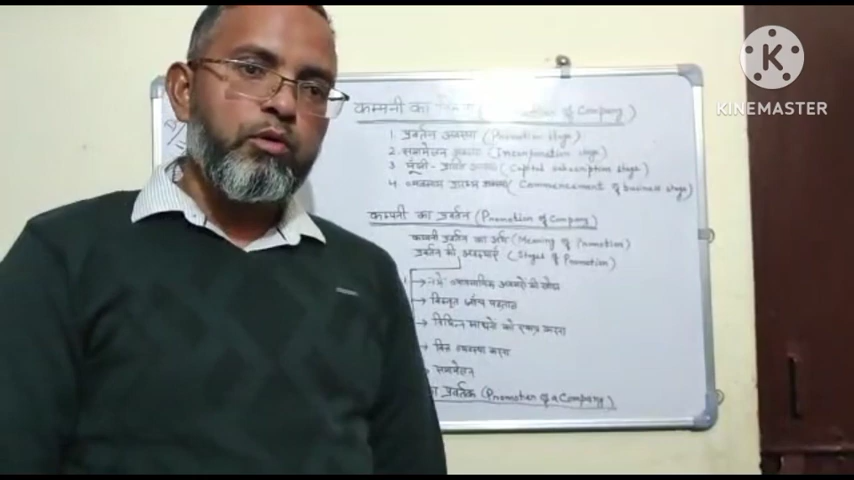 KINEMASTER
कम्पनी का of Company)
1. प्रवर्तन अवस्था (Promotion stage)
2. समामेलन अवस्था (Incorporation stage)
3 पूँजी - प्राप्ति अवस्था (Capital subscription stage)
4. व्यवसाय प्रारम्भ अवस्था (Commencement of business stage)
कम्पनी का प्रवर्तन (Promotion of Company)
कम्पनी प्रवर्तन का अर्थ (Meaning of Promotion)
प्रवर्तन की अवस्थाएँ (Stages of Promotion)
→ व्यावसायिक अवसरों की खोज
→ विस्तृत जाँच पड़ताल
→ विभिन्न साधनों को एकत्र करना
→ वित्त व्यवस्था करना
समामेलन
का प्रवर्तक (Promoter of a Company)